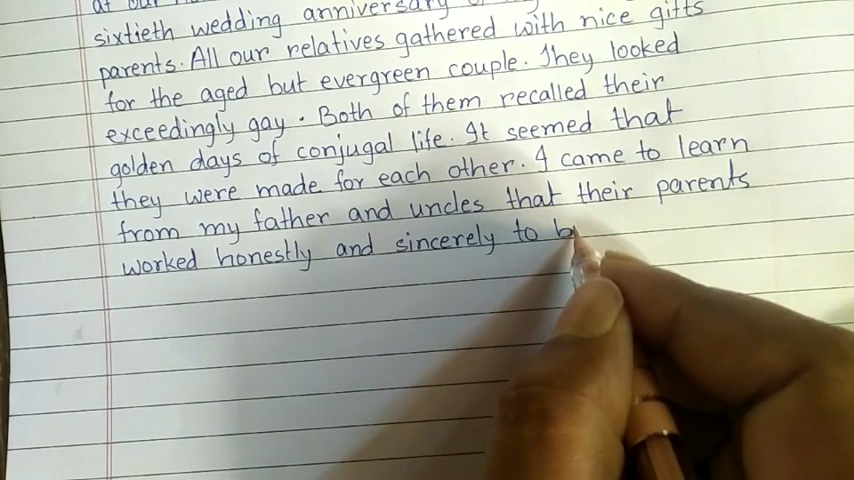 at our
sixtieth wedding anniversary
parents. All our relatives gathered with nice gifts
for the aged but evergreen couple. They looked
exceedingly gay. Both of them recalled their
golden days of conjugal life. It seemed that
they were made for each other. I came to learn
from my father and uncles that their parents
worked honestly and sincerely to b